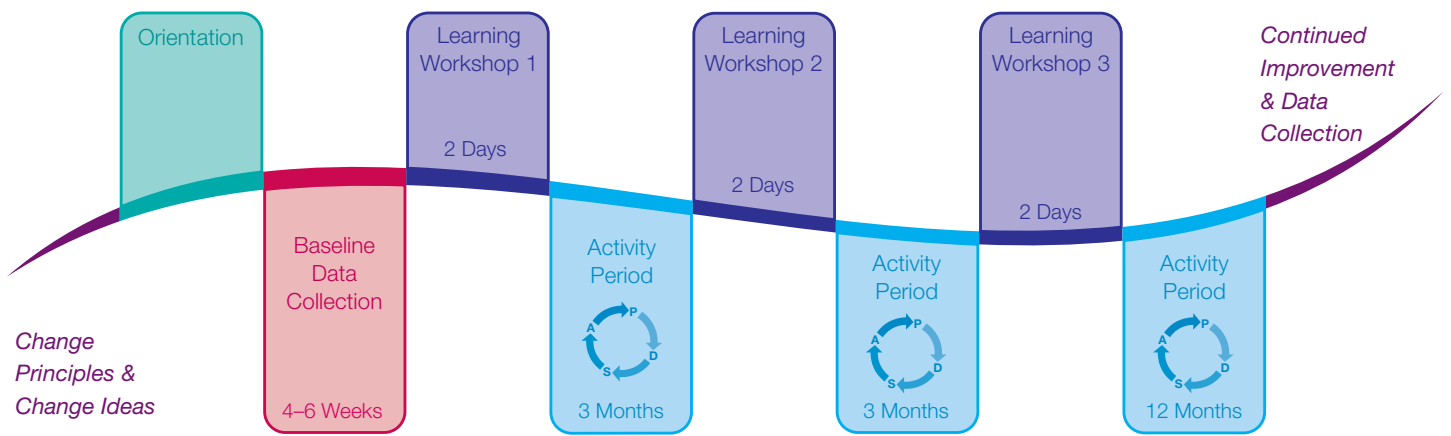 Change
Principles &
Change Ideas
Orientation
Baseline
Data
Collection
4–6 Weeks
Learning
Workshop 1
2 Days
Activity
Period
P
D
S
A
3 Months
Learning
Workshop 2
2 Days
Activity
Period
P
D
S
A
3 Months
Learning
Workshop 3
2 Days
Activity
Period
P
D
S
A
12 Months
Continued
Improvement
& Data
Collection